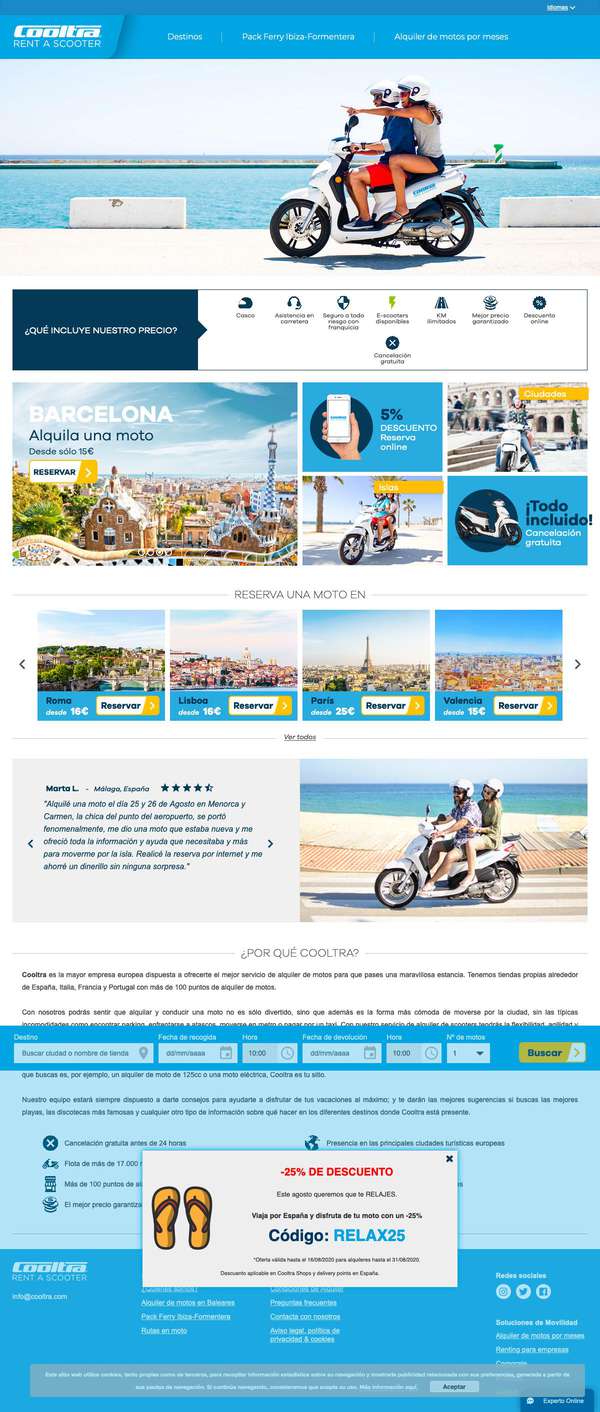 Idiomas
Cooltra
RENT A SCOOTER
Destinos
Pack Ferry Ibiza-Formentera
Alquiler de motos por meses
COOLTRA
¿QUÉ INCLUYE NUESTRO PRECIO?
Casco
Asistencia en
carretera
Seguro a todo
riesgo con
franquicia
E-scooters
disponibles
KM
ilimitados
Mejor precio
garantizado
Descuento
online
Cancelación
gratuita
BARCELONA
Alquila una moto
Desde sólo 15€
RESERVAR
5%
DESCUENTO
Reserva
online
Ciudades
Islas
¡Todo
incluido!
Cancelación
gratuita
RESERVA UNA MOTO EN
Roma
desde 16€
Reservar
Lisboa
desde 16€
Reservar
París
desde 25€
Reservar
Valencia
desde 15€
Reservar
Ver todos
Marta L. - Málaga, España
"Alquilé una moto el día 25 y 26 de Agosto en Menorca y
Carmen, la chica del punto del aeropuerto, se portó
fenomenalmente, me dio una moto que estaba nueva y me
ofreció toda la información y ayuda que necesitaba y más
para moverme por la isla. Realicé la reserva por internet y me
ahorré un dinerillo sin ninguna sorpresa."
¿POR QUÉ COOLTRA?
Cooltra es la mayor empresa europea dispuesta a ofrecerte el mejor servicio de alquiler de motos para que pases una maravillosa estancia. Tenemos tiendas propias alrededor
de España, Italia, Francia y Portugal con más de 100 puntos de alquiler de motos.
Con nosotros podrás sentir que alquilar y conducir una moto no es sólo divertido, sino que además es la forma más cómoda de moverse por la ciudad, sin las típicas
incomodidades como encontrar parking, enfrentarse a atascos, moverse en metro o pagar por un taxi. Con nuestro servicio de alquiler de scooters tendrás la flexibilidad, agilidad y
Destino
Buscar ciudad o nombre de tienda
Fecha de recogida
dd/mm/aaaa
Hora
10:00
Fecha de devolución
dd/mm/aaaa
Hora
10:00
Nº de motos
1
Buscar
que buscas es, por ejemplo, un alquiler de moto de 125cc o una moto eléctrica, Cooltra es tu sitio.
Nuestro equipo estará siempre dispuesto a darte consejos para ayudarte a disfrutar de tus vacaciones al máximo; y te darán las mejores sugerencias si buscas las mejores
playas, las discotecas más famosas y cualquier otro tipo de información sobre qué hacer en los diferentes destinos donde Cooltra está presente.
Cancelación gratuita antes de 24 horas
Presencia en las principales ciudades turísticas europeas
Flota de más de 17.000
Más de 100 puntos de
El mejor precio garantiza
-25% DE DESCUENTO
Este agosto queremos que te RELAJES.
Viaja por España y disfruta de tu moto con un -25%
Código: RELAX25
*Oferta válida hasta el 16/08/2020 para alquileres hasta el 31/08/2020.
Descuento aplicable en Cooltra Shops y delivery points en España.
Cooltra
RENT A SCOOTER
info@cooltra.com
¿Quiénes somos?
Alquiler de motos en Baleares
Pack Ferry Ibiza-Formentera
Rutas en moto
Condiciones de Alquiler
Preguntas frecuentes
Contacta con nosotros
Aviso legal, política de
privacidad & cookies
Redes sociales
Soluciones de Movilidad
Alquiler de motos por meses
Renting para empresas
Corporate
Este sitio web utiliza cookies, tanto propias como de terceros, para recopilar información estadística sobre su navegación y mostrarle publicidad relacionada con sus preferencias, generada a partir de
sus pautas de navegación. Si continúa navegando, consideramos que acepta su uso. Más información aquí.
Aceptar
Experto Online